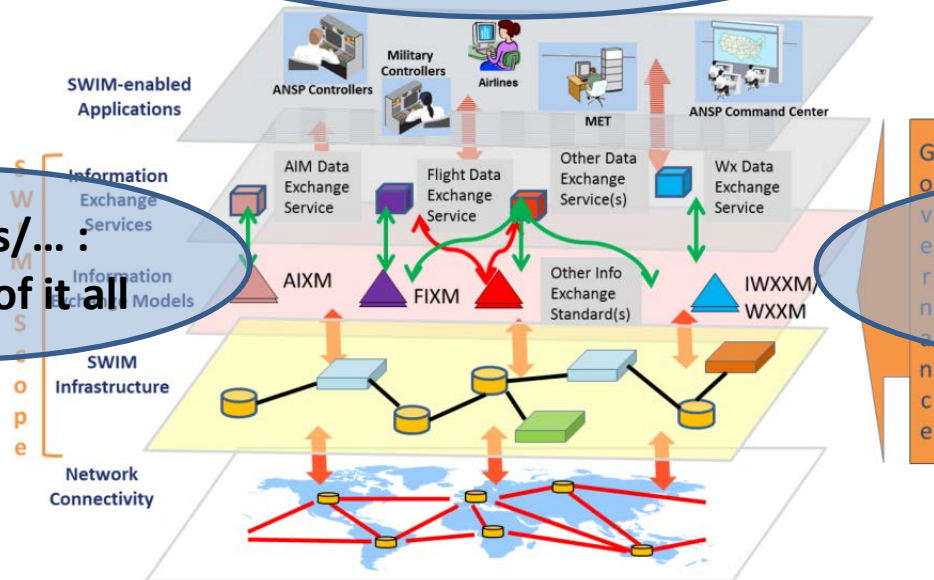 SWIM-enabled
Applications
ANSP Controllers
Military
Controllers
Airlines
MET
ANSP Command Center
Information
Exchange
Services
AIM Data
Exchange
Service
Flight Data
Exchange
Service
Other Data
Exchange
Service(s)
Wx Data
Exchange
Service
s/... :
of it all
Information
Exchange Models
AIXM
FIXM
Other Info
Exchange
Standard(s)
IWXXM/
WXXM
SWIM
Infrastructure
Network
Connectivity
S
W
M
S
c
o
p
e
G
o
v
e
r
n
a
n
c
e